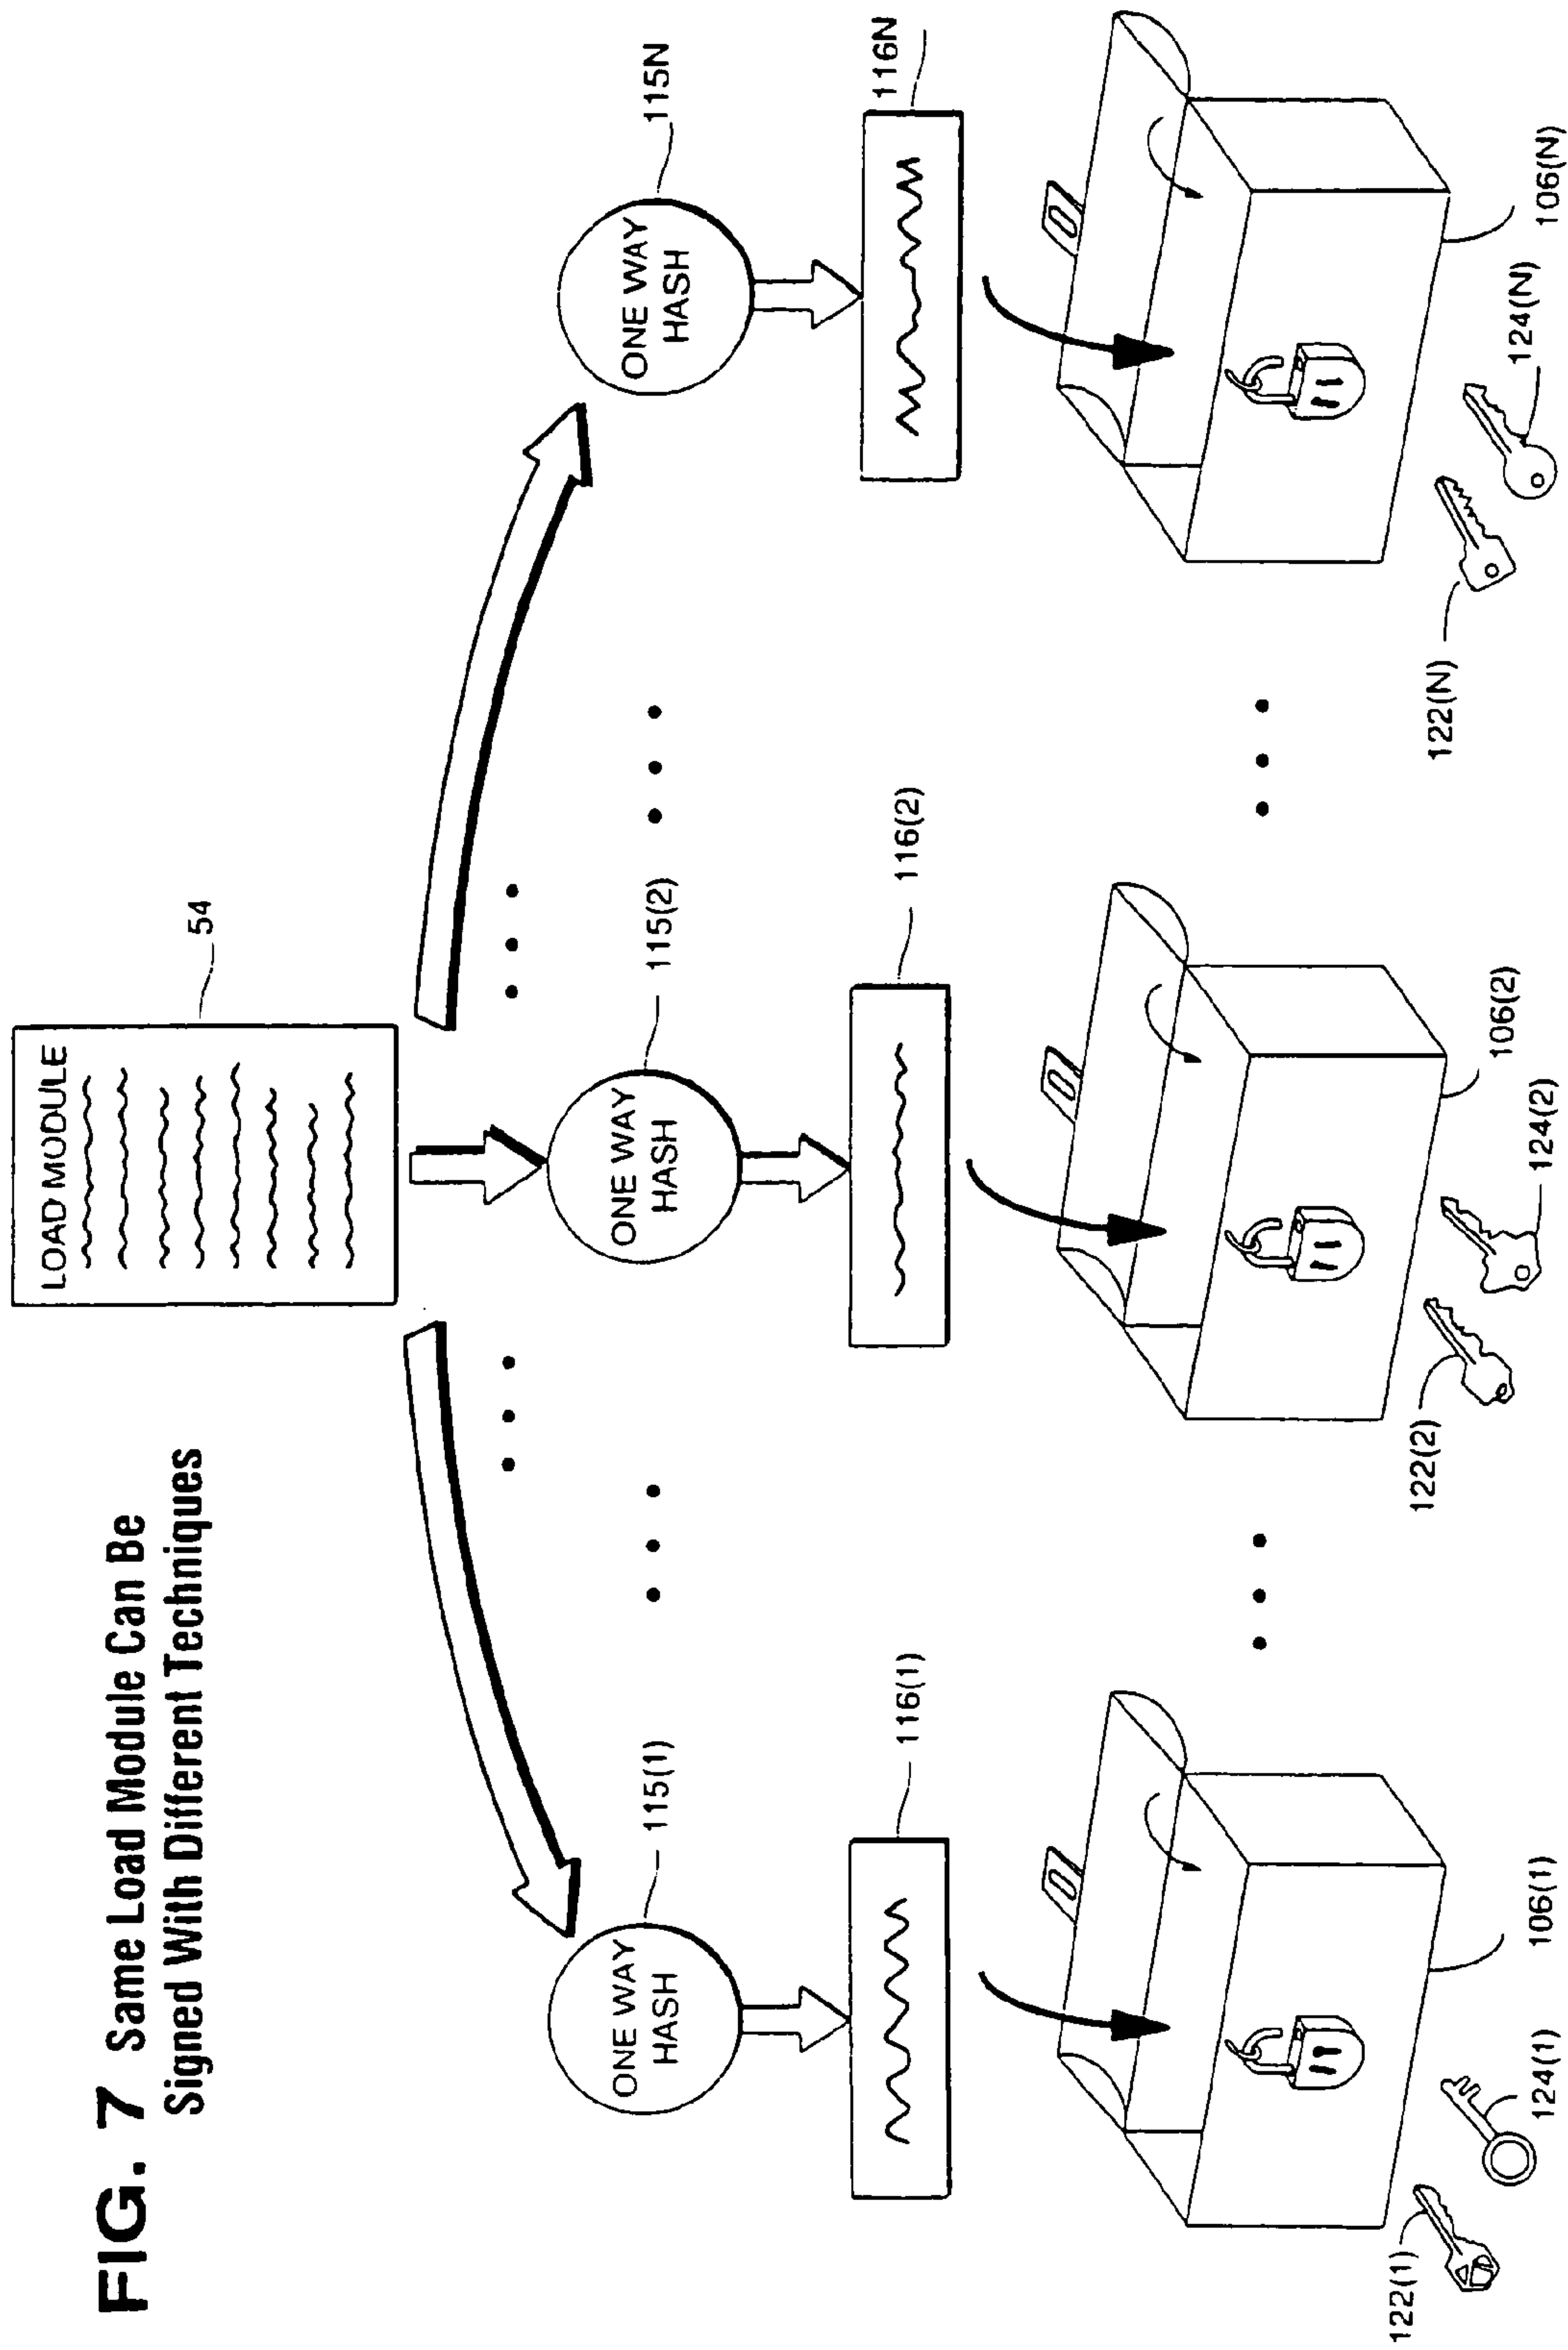 FIG. 7 Same Load Module Can Be
Signed With Different Techniques
LOAD MODULE
54
ONE WAY
HASH
115(1)
ONE WAY
HASH
115(2)
ONE WAY
HASH
115N
116(1)
116(2)
116N
122(1)
124(1)
106(1)
122(2)
124(2)
106(2)
122(N)
124(N)
106(N)